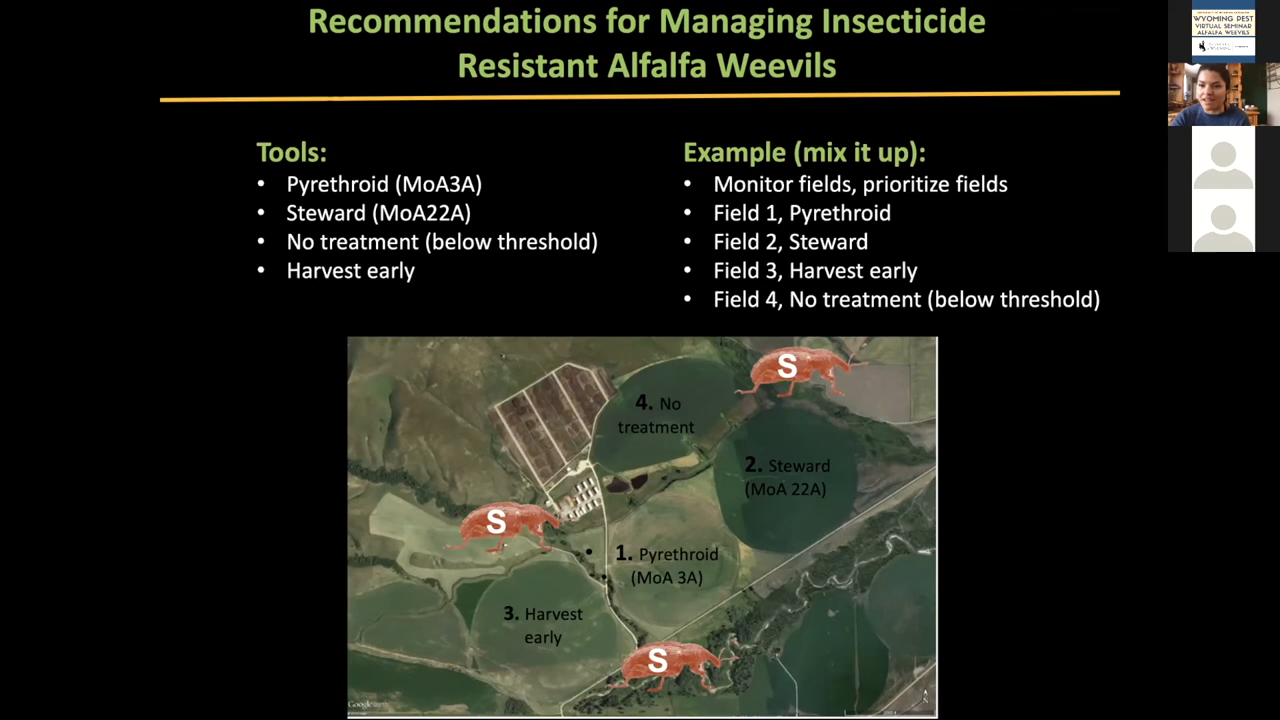 Recommendations for Managing Insecticide
Resistant Alfalfa Weevils
Tools:
• Pyrethroid (MoA3A)
• Steward (MoA22A)
• No treatment (below threshold)
• Harvest early
Example (mix it up):
• Monitor fields, prioritize fields
• Field 1, Pyrethroid
• Field 2, Steward
• Field 3, Harvest early
• Field 4, No treatment (below threshold)
S
4. No
treatment
2. Steward
(MoA 22A)
S
1. Pyrethroid
(MoA 3A)
3. Harvest
early
S
Google
N
WYOMING PEST
VIRTUAL SEMINAR
ALFALFA WEEVILS